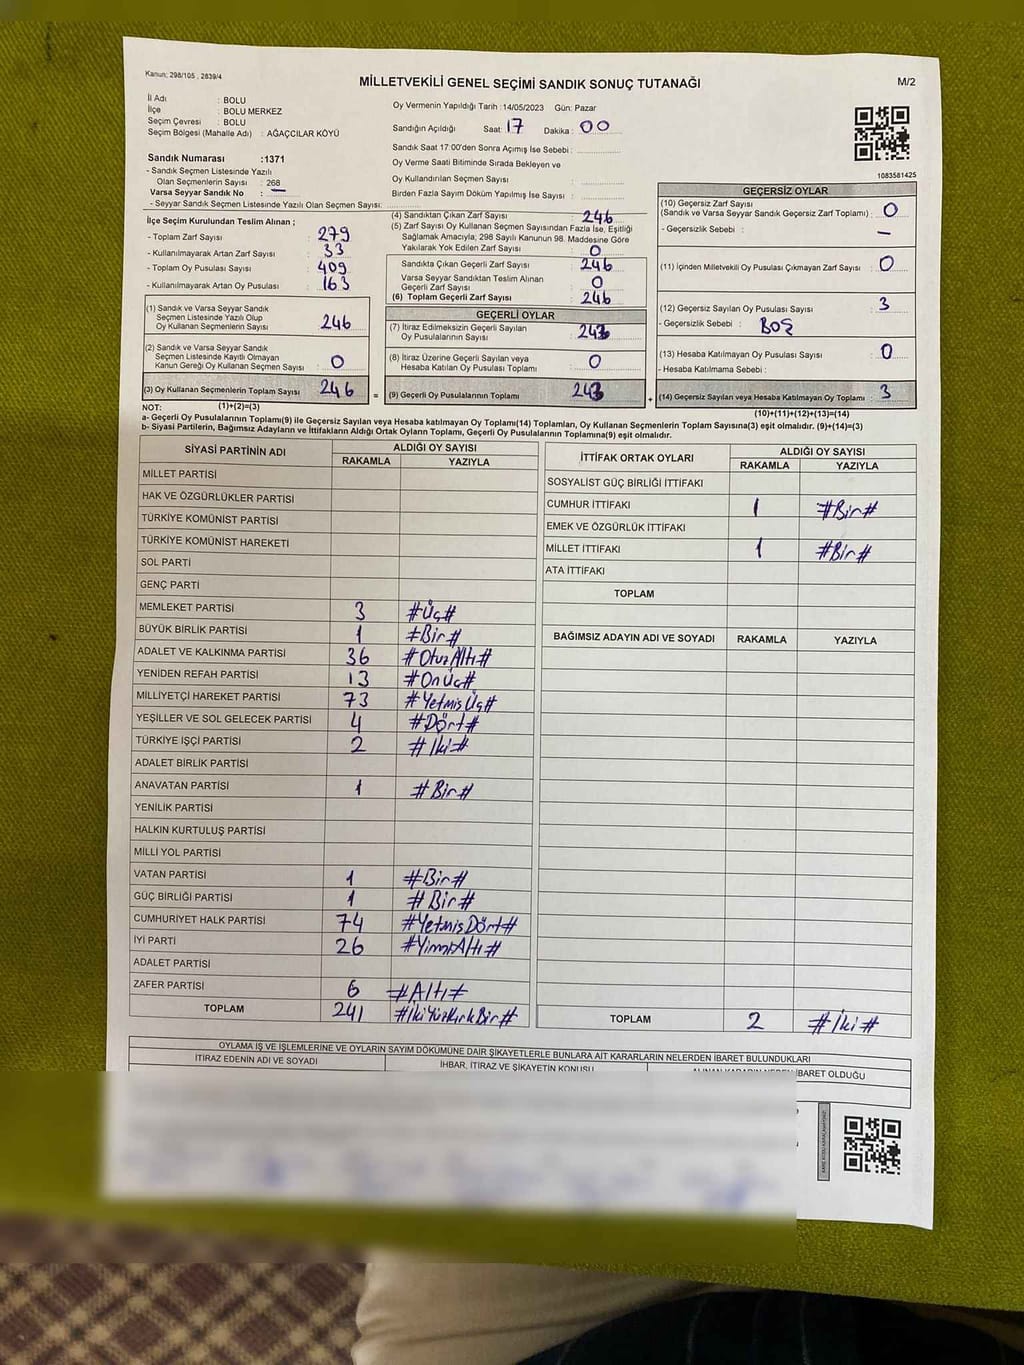 Kanun; 298/105 , 2839/4
MİLLETVEKİLİ GENEL SEÇİMİ SANDIK SONUÇ TUTANAĞI
M/2
İl Adı : BOLU
İlçe : BOLU MERKEZ
Seçim Çevresi : BOLU
Seçim Bölgesi (Mahalle Adı) : AĞAÇCILAR KÖYÜ
Oy Vermenin Yapıldığı Tarih :14/05/2023 Gün: Pazar
Sandığın Açıldığı Saat: 17 Dakika : 00
Sandık Saat 17:00'den Sonra Açımış İse Sebebi :
Oy Verme Saati Bitiminde Sırada Bekleyen ve
Oy Kullandırılan Seçmen Sayısı :
Birden Fazla Sayım Döküm Yapılmış İse Sayısı :
1083581425
Sandık Numarası :1371
- Sandık Seçmen Listesinde Yazılı
Olan Seçmenlerin Sayısı : 268
Varsa Seyyar Sandık No : —
- Seyyar Sandık Seçmen Listesinde Yazılı Olan Seçmen Sayısı:
İlçe Seçim Kurulundan Teslim Alınan ;
- Toplam Zarf Sayısı : 279
- Kullanılmayarak Artan Zarf Sayısı : 33
- Toplam Oy Pusulası Sayısı : 409
- Kullanılmayarak Artan Oy Pusulası : 163
(1) Sandık ve Varsa Seyyar Sandık
Seçmen Listesinde Yazılı Olup
Oy Kullanan Seçmenlerin Sayısı 246
(2) Sandık ve Varsa Seyyar Sandık
Seçmen Listesinde Kayıtlı Olmayan
Kanun Gereği Oy Kullanan Seçmen Sayısı 0
(3) Oy Kullanan Seçmenlerin Toplam Sayısı 246 =
(4) Sandıktan Çıkan Zarf Sayısı : 246
(5) Zarf Sayısı Oy Kullanan Seçmen Sayısından Fazla İse, Eşitliği
Sağlamak Amacıyla; 298 Sayılı Kanunun 98. Maddesine Göre
Yakılarak Yok Edilen Zarf Sayısı : 0
Sandıkta Çıkan Geçerli Zarf Sayısı : 246
Varsa Seyyar Sandıktan Teslim Alınan
Geçerli Zarf Sayısı : 0
(6) Toplam Geçerli Zarf Sayısı : 246
GEÇERLİ OYLAR
(7) İtiraz Edilmeksizin Geçerli Sayılan
Oy Pusulalarının Sayısı : 243
(8) İtiraz Üzerine Geçerli Sayılan veya
Hesaba Katılan Oy Pusulası Toplamı : 0
(9) Geçerli Oy Pusulalarının Toplamı 243 +
GEÇERSİZ OYLAR
(10) Geçersiz Zarf Sayısı
(Sandık ve Varsa Seyyar Sandık Geçersiz Zarf Toplamı) : 0
- Geçersizlik Sebebi : —
(11) İçinden Milletvekili Oy Pusulası Çıkmayan Zarf Sayısı : 0
(12) Geçersiz Sayılan Oy Pusulası Sayısı : 3
- Geçersizlik Sebebi : BOŞ
(13) Hesaba Katılmayan Oy Pusulası Sayısı : 0
- Hesaba Katılmama Sebebi :
(14) Geçersiz Sayılan veya Hesaba Katılmayan Oy Toplamı : 3
NOT: (1)+(2)=(3)
(10)+(11)+(12)+(13)=(14)
a- Geçerli Oy Pusulalarının Toplamı(9) ile Geçersiz Sayılan veya Hesaba katılmayan Oy Toplamı(14) Toplamları, Oy Kullanan Seçmenlerin Toplam Sayısına(3) eşit olmalıdır. (9)+(14)=(3)
b- Siyasi Partilerin, Bağımsız Adayların ve İttifakların Aldığı Ortak Oyların Toplamı, Geçerli Oy Pusulalarının Toplamına(9) eşit olmalıdır.
SİYASİ PARTİNİN ADI ALDIĞI OY SAYISI
RAKAMLA YAZIYLA
MİLLET PARTİSİ
HAK VE ÖZGÜRLÜKLER PARTİSİ
TÜRKİYE KOMÜNİST PARTİSİ
TÜRKİYE KOMÜNİST HAREKETİ
SOL PARTİ
GENÇ PARTİ
MEMLEKET PARTİSİ 3 #Üç#
BÜYÜK BİRLİK PARTİSİ 1 #Bir#
ADALET VE KALKINMA PARTİSİ 36 #OtuzAltı#
YENİDEN REFAH PARTİSİ 13 #OnÜç#
MİLLİYETÇİ HAREKET PARTİSİ 73 #YetmişÜç#
YEŞİLLER VE SOL GELECEK PARTİSİ 4 #Dört#
TÜRKİYE İŞÇİ PARTİSİ 2 #İki#
ADALET BİRLİK PARTİSİ
ANAVATAN PARTİSİ 1 #Bir#
YENİLİK PARTİSİ
HALKIN KURTULUŞ PARTİSİ
MİLLİ YOL PARTİSİ
VATAN PARTİSİ 1 #Bir#
GÜÇ BİRLİĞİ PARTİSİ 1 #Bir#
CUMHURİYET HALK PARTİSİ 74 #YetmişDört#
İYİ PARTİ 26 #YirmiAltı#
ADALET PARTİSİ
ZAFER PARTİSİ 6 #Altı#
TOPLAM 241 #İkiYüzKırkBir#
İTTİFAK ORTAK OYLARI ALDIĞI OY SAYISI
RAKAMLA YAZIYLA
SOSYALİST GÜÇ BİRLİĞİ İTTİFAKI
CUMHUR İTTİFAKI 1 #Bir#
EMEK VE ÖZGÜRLÜK İTTİFAKI
MİLLET İTTİFAKI 1 #Bir#
ATA İTTİFAKI
TOPLAM
BAĞIMSIZ ADAYIN ADI VE SOYADI RAKAMLA YAZIYLA
TOPLAM 2 #İki#
OYLAMA İŞ VE İŞLEMLERİNE VE OYLARIN SAYIM DÖKÜMÜNE DAİR ŞİKAYETLERLE BUNLARA AİT KARARLARIN NELERDEN İBARET BULUNDUKLARI
İTİRAZ EDENİN ADI VE SOYADI İHBAR, İTİRAZ VE ŞİKAYETİN KONUSU ALINAN KARARIN NEDEN İBARET OLDUĞU